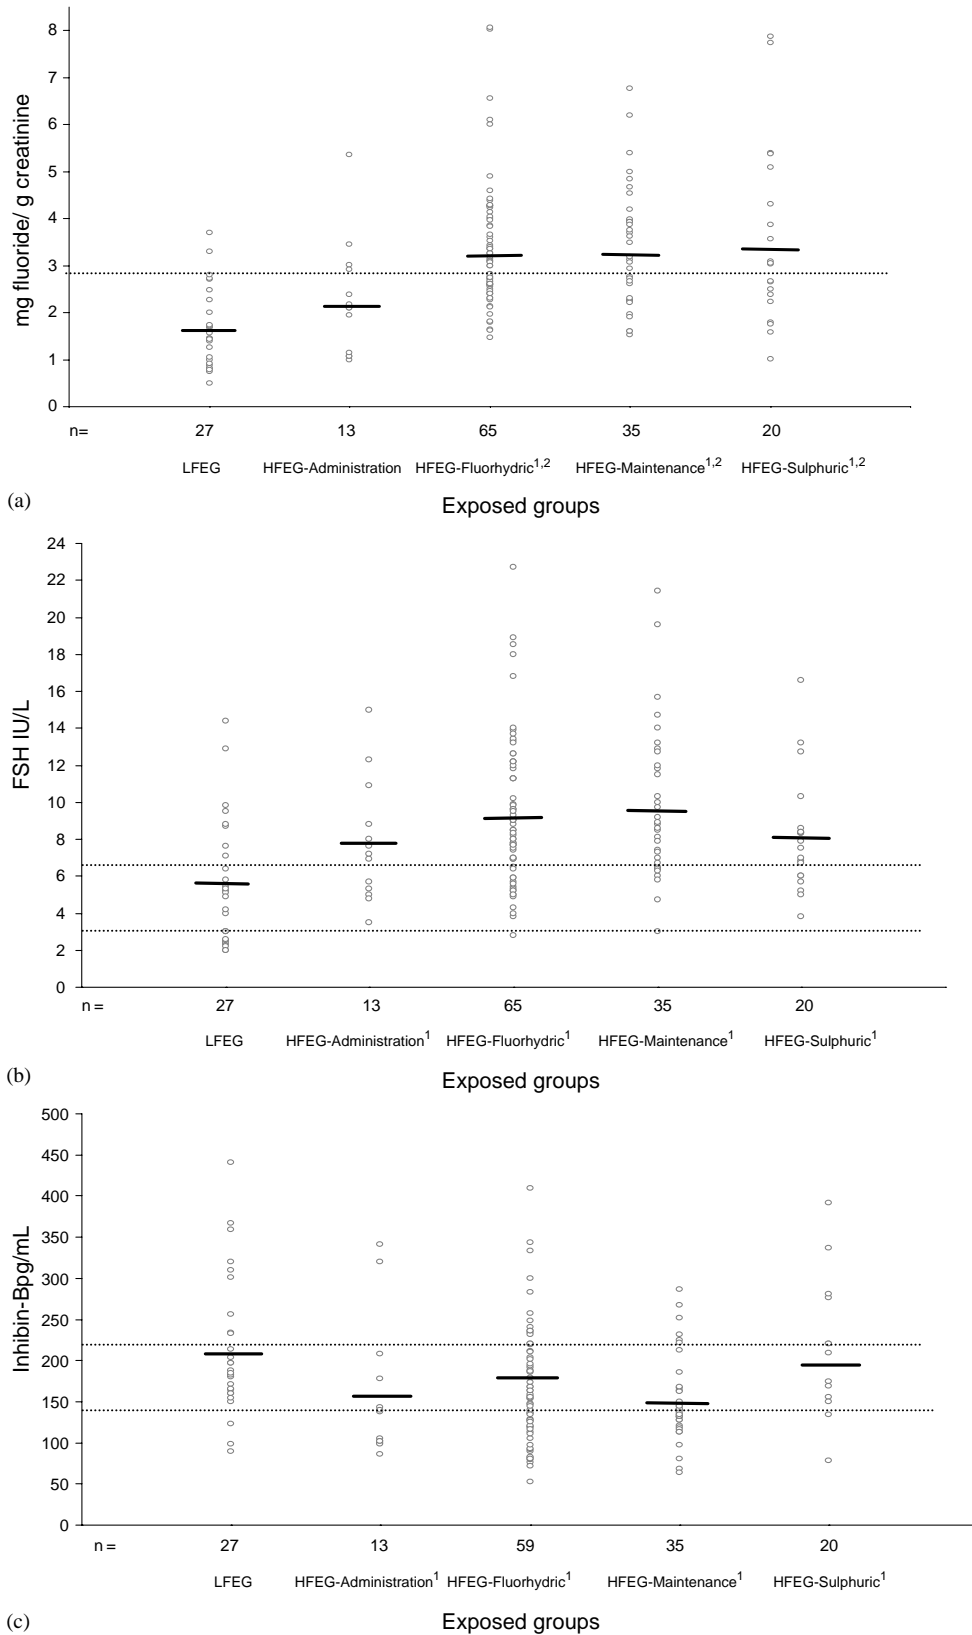 8
7
6
5
4
3
2
1
0
mg fluoride/ g creatinine
n= 27 13 65 35 20
LFEG HFEG-Administration HFEG-Fluorhydric1,2 HFEG-Maintenance1,2 HFEG-Sulphuric1,2
(a)
Exposed groups
24
22
20
18
16
14
12
10
8
6
4
2
0
FSH IU/L
n = 27 13 65 35 20
LFEG HFEG-Administration1 HFEG-Fluorhydric1 HFEG-Maintenance1 HFEG-Sulphuric1
(b)
Exposed groups
500
450
400
350
300
250
200
150
100
50
0
Inhibin-Bpg/mL
n = 27 13 59 35 20
LFEG HFEG-Administration1 HFEG-Fluorhydric1 HFEG-Maintenance1 HFEG-Sulphuric1
(c)
Exposed groups